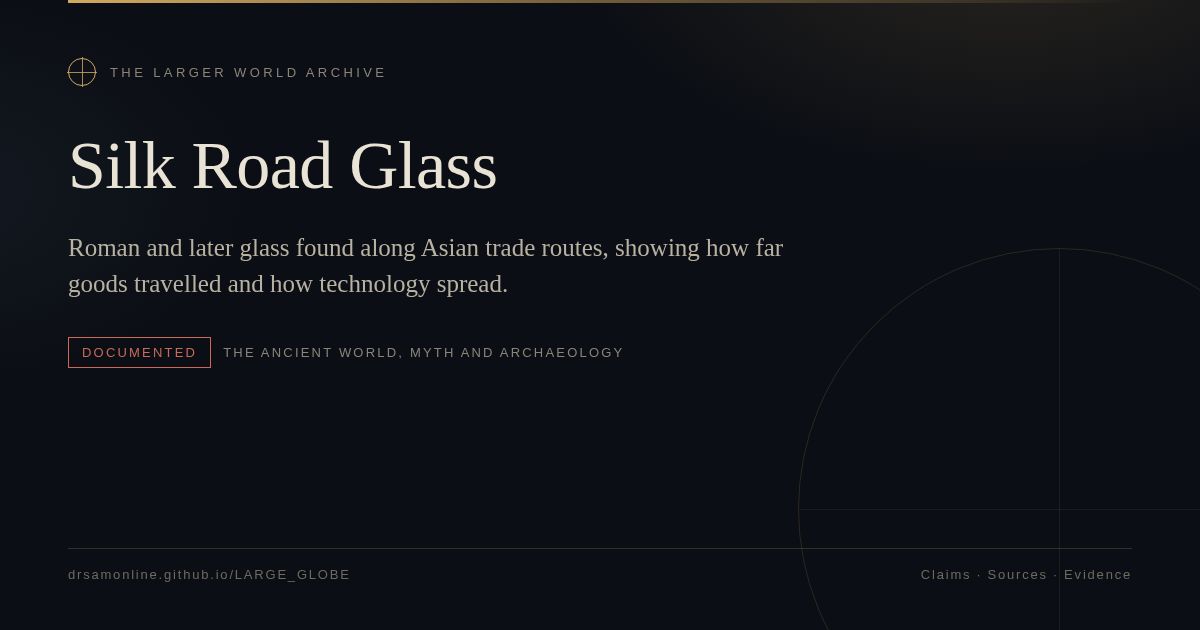 THE LARGER WORLD ARCHIVE
Silk Road Glass
Roman and later glass found along Asian trade routes, showing how far
goods travelled and how technology spread.
DOCUMENTED THE ANCIENT WORLD, MYTH AND ARCHAEOLOGY
drsamonline.github.io/LARGE_GLOBE Claims · Sources · Evidence